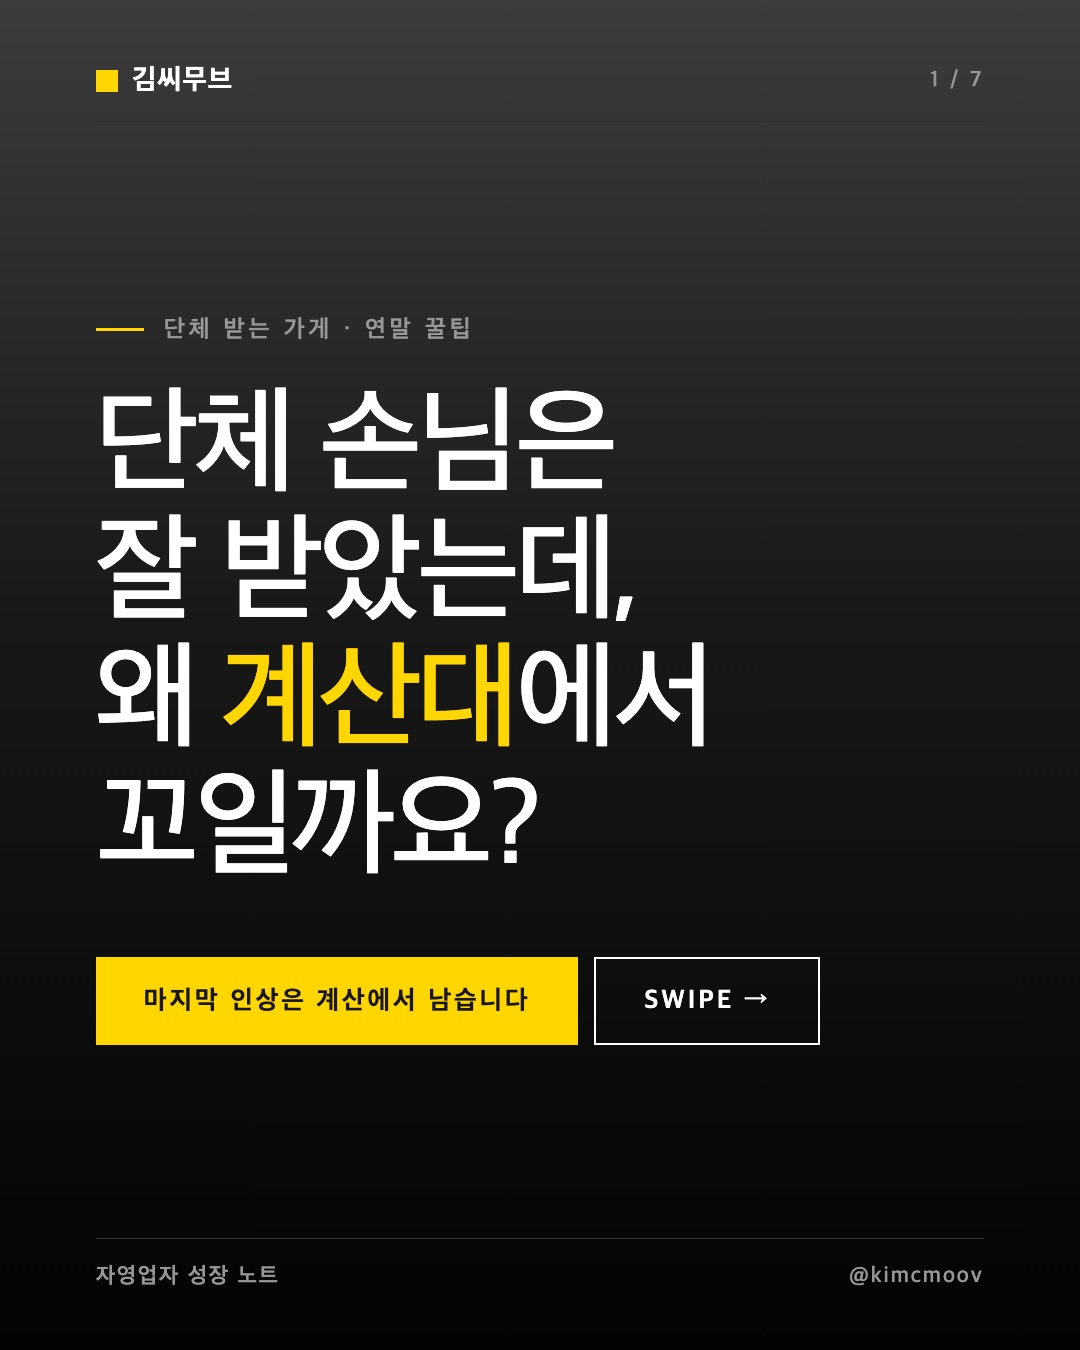 김씨무브
1 / 7
단체 받는 가게 · 연말 꿀팁
단체 손님은
잘 받았는데,
왜 계산대에서
꼬일까요?
마지막 인상은 계산에서 남습니다
SWIPE →
자영업자 성장 노트
@kimcmoov